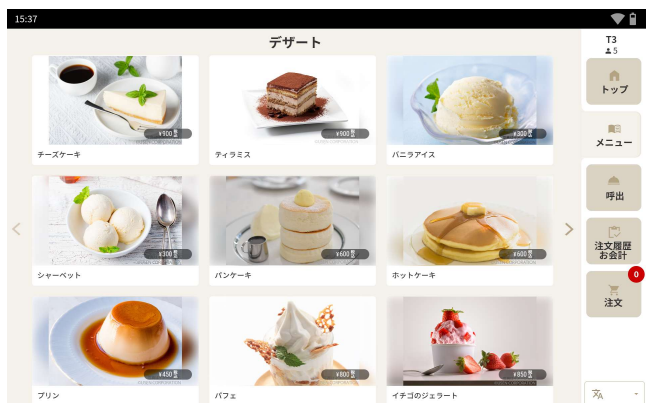 15:37
デザート
T3
5
トップ
メニュー
呼出
注文履歴
お会計
0
注文
¥900
チーズケーキ
¥900
ティラミス
¥300
バニラアイス
¥300
シャーベット
¥600
パンケーキ
¥600
ホットケーキ
¥450
プリン
¥800
パフェ
¥850
イチゴのジェラート